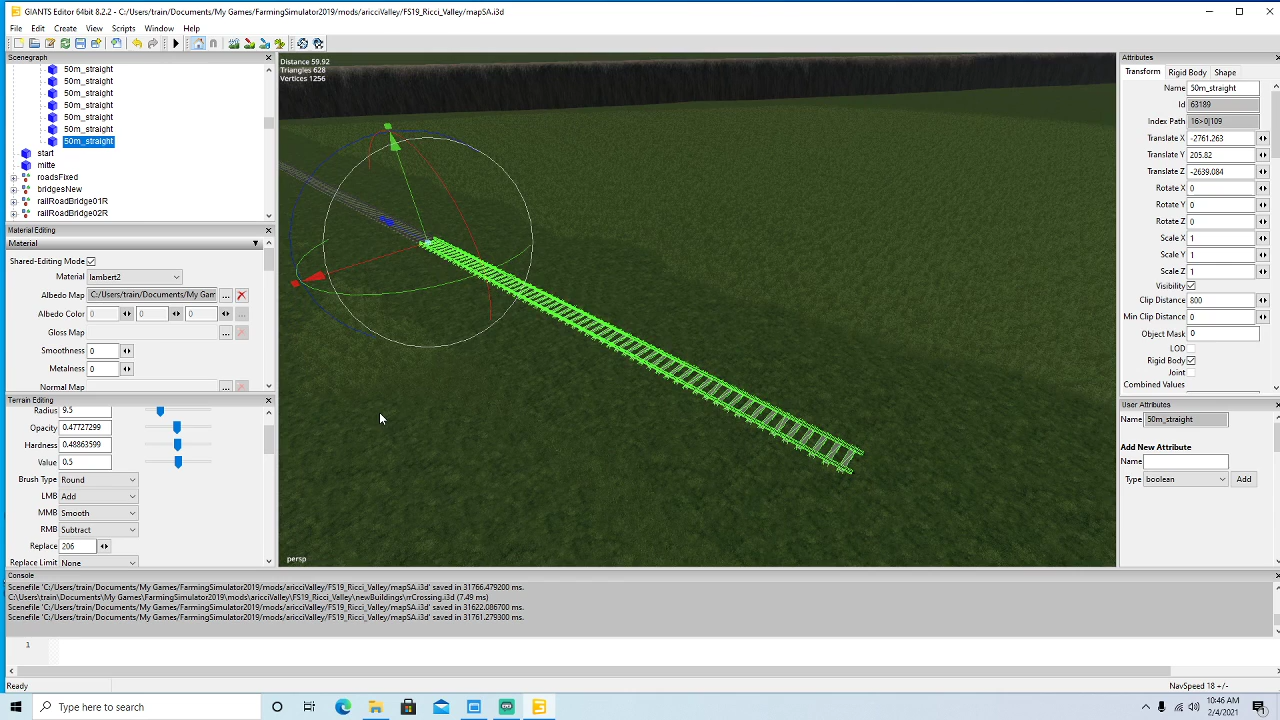 GIANTS Editor 64bit 8.2.2 - C:/Users/train/Documents/My Games/FarmingSimulator2019/mods/aricciValley/FS19_Ricci_Valley/mapSA.i3d
File Edit Create View Scripts Window Help
Scenegraph
50m_straight
50m_straight
50m_straight
50m_straight
50m_straight
50m_straight
50m_straight
start
mitte
roadsFixed
bridgesNew
railRoadBridge01R
railRoadBridge02R
Material Editing
Material
Shared-Editing Mode
Material lambert2
Albedo Map C:/Users/train/Documents/My Gam ...
Albedo Color 0 0 0 ...
Gloss Map ...
Smoothness 0
Metalness 0
Normal Map ...
Terrain Editing
Radius 9.5
Opacity 0.47727299
Hardness 0.48863599
Value 0.5
Brush Type Round
LMB Add
MMB Smooth
RMB Subtract
Replace 206
Replace Limit None
Distance 59.92
Triangles 628
Vertices 1256
persp
Attributes
Transform Rigid Body Shape
Name 50m_straight
Id 63189
Index Path 16>0|109
Translate X -2761.263
Translate Y 205.82
Translate Z -2639.084
Rotate X 0
Rotate Y 0
Rotate Z 0
Scale X 1
Scale Y 1
Scale Z 1
Visibility
Clip Distance 800
Min Clip Distance 0
Object Mask 0
LOD
Rigid Body
Joint
Combined Values
User Attributes
Name 50m_straight
Add New Attribute
Name
Type boolean Add
Console
Scenefile 'C:/Users/train/Documents/My Games/FarmingSimulator2019/mods/aricciValley/FS19_Ricci_Valley/mapSA.i3d' saved in 31766.479200 ms.
C:\Users\train\Documents\My Games\FarmingSimulator2019\mods\aricciValley\FS19_Ricci_Valley\newBuildings\rrCrossing.i3d (7.49 ms)
Scenefile 'C:/Users/train/Documents/My Games/FarmingSimulator2019/mods/aricciValley/FS19_Ricci_Valley/mapSA.i3d' saved in 31622.086700 ms.
Scenefile 'C:/Users/train/Documents/My Games/FarmingSimulator2019/mods/aricciValley/FS19_Ricci_Valley/mapSA.i3d' saved in 31761.279300 ms.
1
Ready
NavSpeed 18 +/-
Type here to search
10:46 AM
2/4/2021